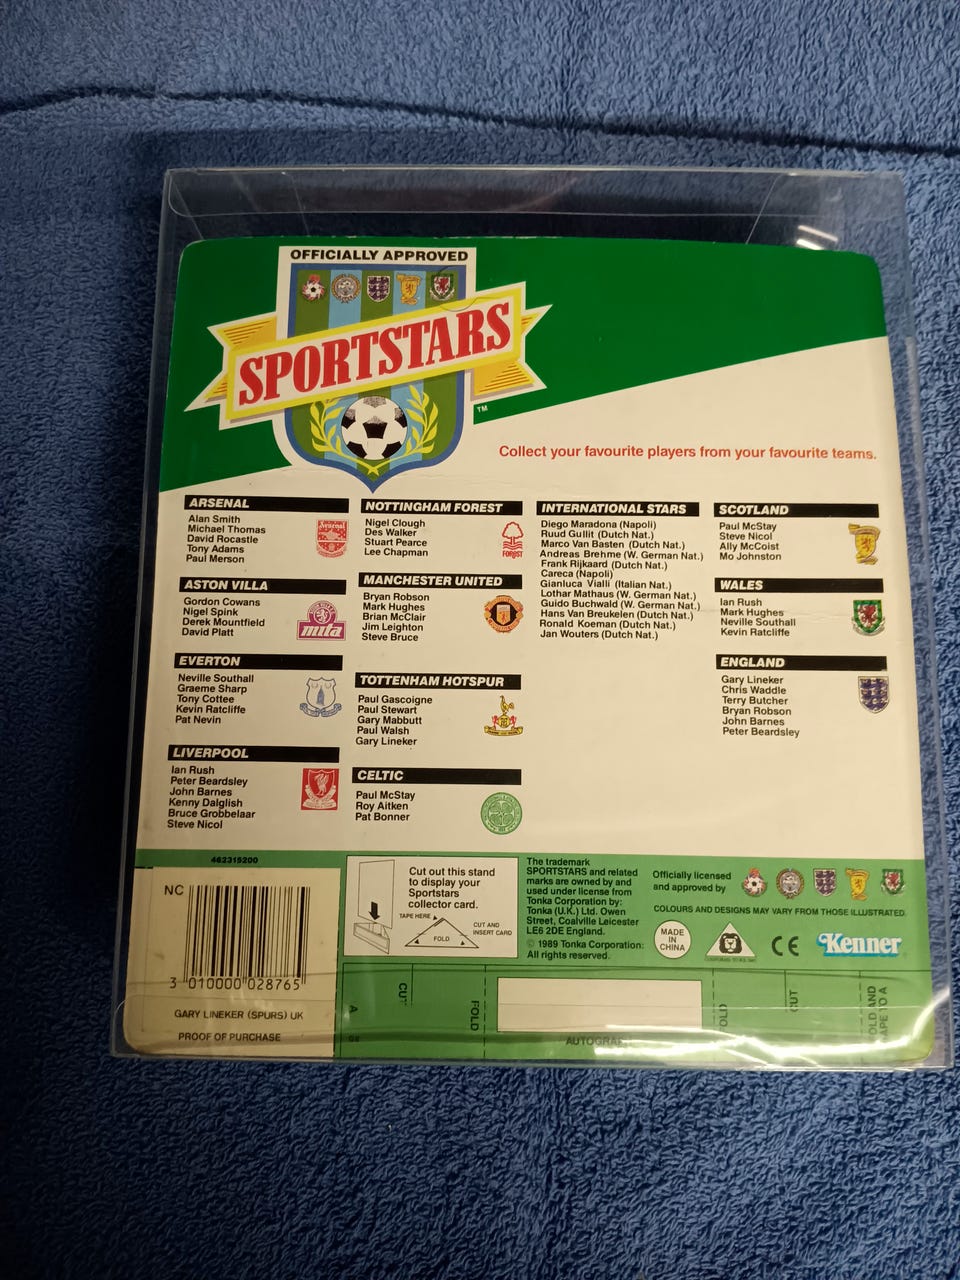 OFFICIALLY APPROVED
SPORTSTARS
TM
Collect your favourite players from your favourite teams.
ARSENAL
Alan Smith
Michael Thomas
David Rocastle
Tony Adams
Paul Merson
Arsenal
ASTON VILLA
Gordon Cowans
Nigel Spink
Derek Mountfield
David Platt
mita
EVERTON
Neville Southall
Graeme Sharp
Tony Cottee
Kevin Ratcliffe
Pat Nevin
LIVERPOOL
Ian Rush
Peter Beardsley
John Barnes
Kenny Dalglish
Bruce Grobbelaar
Steve Nicol
NOTTINGHAM FOREST
Nigel Clough
Des Walker
Stuart Pearce
Lee Chapman
FOREST
MANCHESTER UNITED
Bryan Robson
Mark Hughes
Brian McClair
Jim Leighton
Steve Bruce
TOTTENHAM HOTSPUR
Paul Gascoigne
Paul Stewart
Gary Mabbutt
Paul Walsh
Gary Lineker
CELTIC
Paul McStay
Roy Aitken
Pat Bonner
INTERNATIONAL STARS
Diego Maradona (Napoli)
Ruud Gullit (Dutch Nat.)
Marco Van Basten (Dutch Nat.)
Andreas Brehme (W. German Nat.)
Frank Rijkaard (Dutch Nat.)
Careca (Napoli)
Gianluca Vialli (Italian Nat.)
Lothar Mathaus (W. German Nat.)
Guido Buchwald (W. German Nat.)
Hans Van Breukelen (Dutch Nat.)
Ronald Koeman (Dutch Nat.)
Jan Wouters (Dutch Nat.)
SCOTLAND
Paul McStay
Steve Nicol
Ally McCoist
Mo Johnston
WALES
Ian Rush
Mark Hughes
Neville Southall
Kevin Ratcliffe
ENGLAND
Gary Lineker
Chris Waddle
Terry Butcher
Bryan Robson
John Barnes
Peter Beardsley
462315200
NC
3 010000 028765
GARY LINEKER (SPURS) UK
PROOF OF PURCHASE
Cut out this stand
to display your
Sportstars
collector card.
TAPE HERE
FOLD
CUT AND
INSERT CARD
The trademark
SPORTSTARS and related
marks are owned by and
used under license from
Tonka Corporation by:
Tonka (U.K.) Ltd. Owen
Street, Coalville Leicester
LE6 2DE England.
© 1989 Tonka Corporation:
All rights reserved.
Officially licensed
and approved by
COLOURS AND DESIGNS MAY VARY FROM THOSE ILLUSTRATED.
MADE
IN
CHINA
CE
Kenner
A
CUT
FOLD
AUTOGRAPH
OLD
CUT
OLD AND
APE TO A